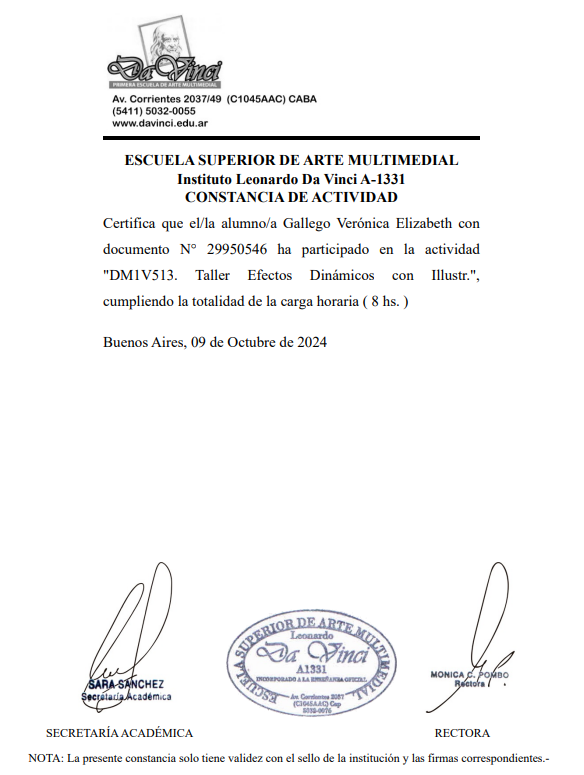 Da Vinci
PRIMERA ESCUELA DE ARTE MULTIMEDIAL
Av. Corrientes 2037/49 (C1045AAC) CABA
(5411) 5032-0055
www.davinci.edu.ar
ESCUELA SUPERIOR DE ARTE MULTIMEDIAL
Instituto Leonardo Da Vinci A-1331
CONSTANCIA DE ACTIVIDAD
Certifica que el/la alumno/a Gallego Verónica Elizabeth con
documento N° 29950546 ha participado en la actividad
"DM1V513. Taller Efectos Dinámicos con Illustr.",
cumpliendo la totalidad de la carga horaria ( 8 hs. )
Buenos Aires, 09 de Octubre de 2024
ESCUELA SUPERIOR DE ARTE MULTIMEDIAL
Leonardo
Da Vinci
A1331
INCORPORADO A LA ENSEÑANZA OFICIAL
Av. Corrientes 2037
(C1045AAC) Cap
5032-0076
SARA SANCHEZ
Secretaría Académica
MONICA C. POMBO
Rectora
SECRETARÍA ACADÉMICA
RECTORA
NOTA: La presente constancia solo tiene validez con el sello de la institución y las firmas correspondientes.-